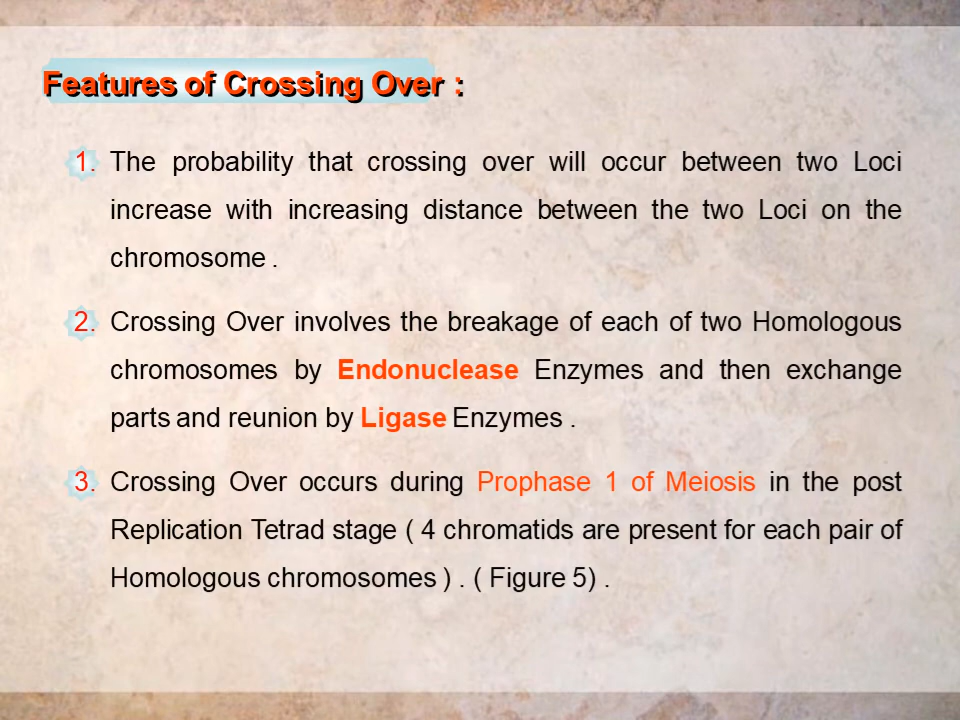 Features of Crossing Over :
1. The probability that crossing over will occur between two Loci
increase with increasing distance between the two Loci on the
chromosome .
2. Crossing Over involves the breakage of each of two Homologous
chromosomes by Endonuclease Enzymes and then exchange
parts and reunion by Ligase Enzymes .
3. Crossing Over occurs during Prophase 1 of Meiosis in the post
Replication Tetrad stage ( 4 chromatids are present for each pair of
Homologous chromosomes ) . ( Figure 5) .